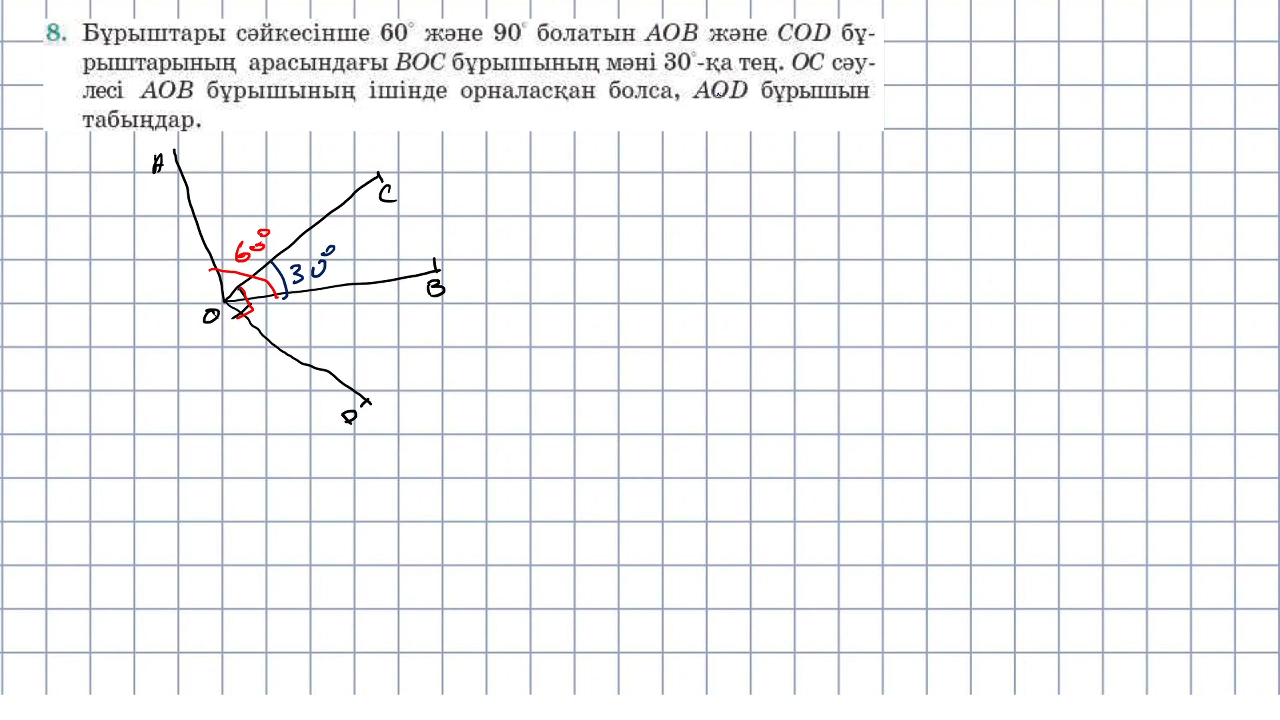 8. Бұрыштары сәйкесінше 60° және 90° болатын AOB және COD бұ-
рыштарының арасындағы BOC бұрышының мәні 30°-қа тең. OC сәу-
лесі AOB бұрышының ішінде орналасқан болса, AOD бұрышын
табыңдар.
A
C
60°
30°
B
O
D